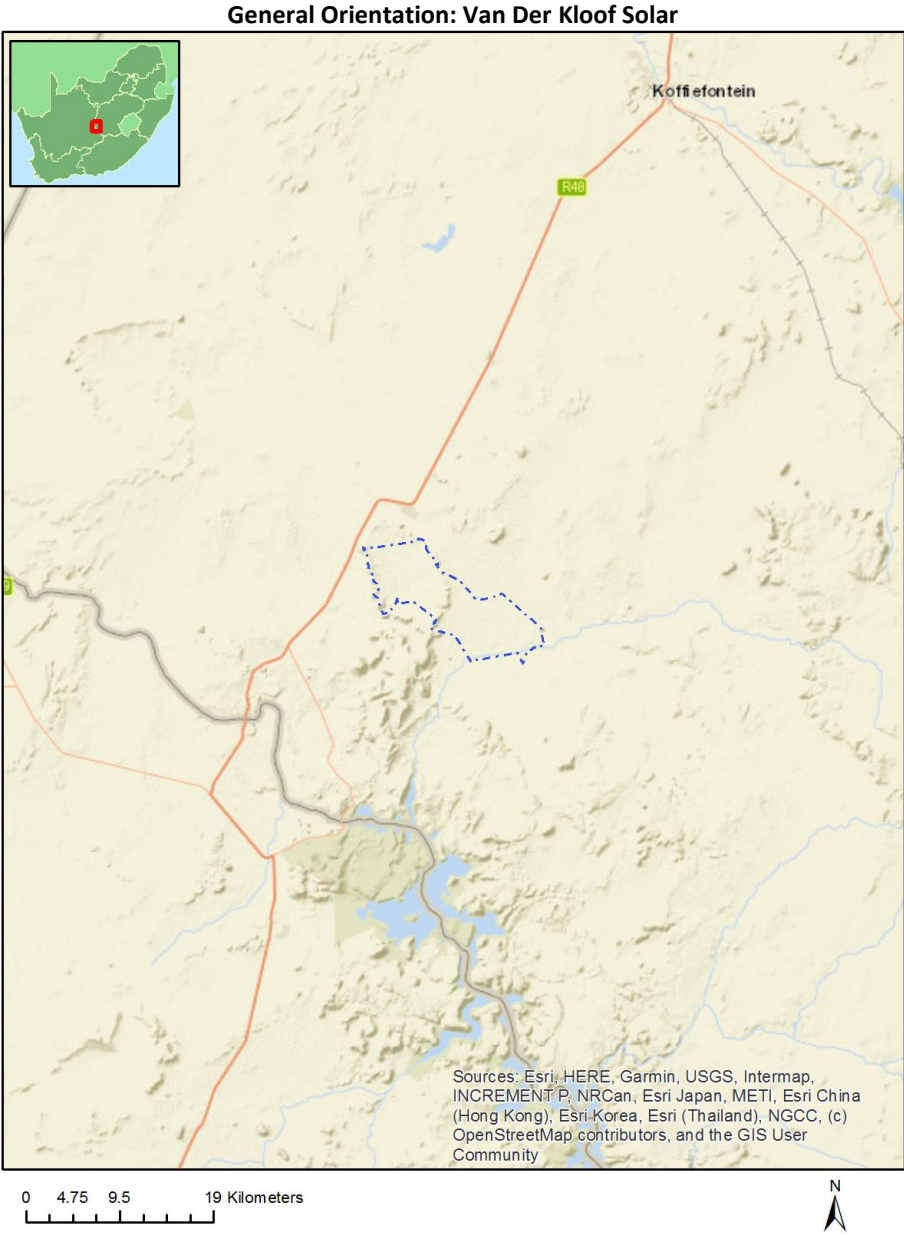 General Orientation: Van Der Kloof Solar
Koffiefontein
R48
Sources: Esri, HERE, Garmin, USGS, Intermap,
INCREMENT P, NRCan, Esri Japan, METI, Esri China
(Hong Kong), Esri Korea, Esri (Thailand), NGCC, (c)
OpenStreetMap contributors, and the GIS User
Community
0 4.75 9.5 19 Kilometers
N